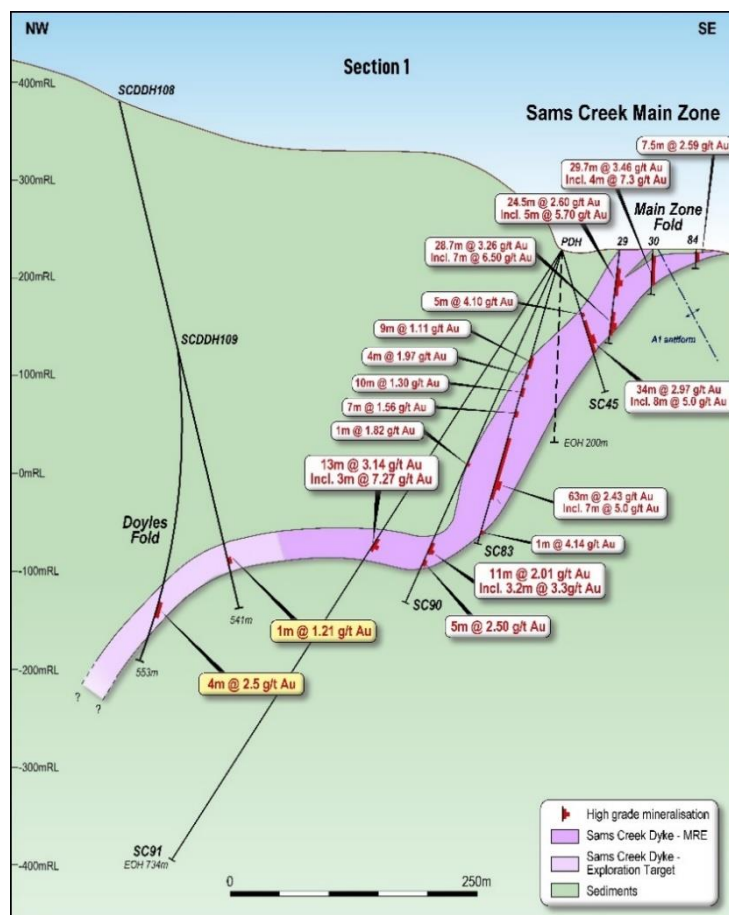 NW
SE
Section 1
400mRL
300mRL
200mRL
100mRL
0mRL
-100mRL
-200mRL
-300mRL
-400mRL
SCDDH108
SCDDH109
Sams Creek Main Zone
7.5m @ 2.59 g/t Au
29.7m @ 3.46 g/t Au
Incl. 4m @ 7.3 g/t Au
24.5m @ 2.60 g/t Au
Incl. 5m @ 5.70 g/t Au
Main Zone
Fold
PDH
29
30
84
28.7m @ 3.26 g/t Au
Incl. 7m @ 6.50 g/t Au
5m @ 4.10 g/t Au
9m @ 1.11 g/t Au
4m @ 1.97 g/t Au
10m @ 1.30 g/t Au
7m @ 1.56 g/t Au
1m @ 1.82 g/t Au
13m @ 3.14 g/t Au
Incl. 3m @ 7.27 g/t Au
A1 antiform
34m @ 2.97 g/t Au
Incl. 8m @ 5.0 g/t Au
SC45
EOH 200m
63m @ 2.43 g/t Au
Incl. 7m @ 5.0 g/t Au
1m @ 4.14 g/t Au
SC83
11m @ 2.01 g/t Au
Incl. 3.2m @ 3.3g/t Au
SC90
5m @ 2.50 g/t Au
Doyles
Fold
541m
1m @ 1.21 g/t Au
553m
4m @ 2.5 g/t Au
?
?
SC91
EOH 734m
0
250m
High grade mineralisation
Sams Creek Dyke - MRE
Sams Creek Dyke -
Exploration Target
Sediments